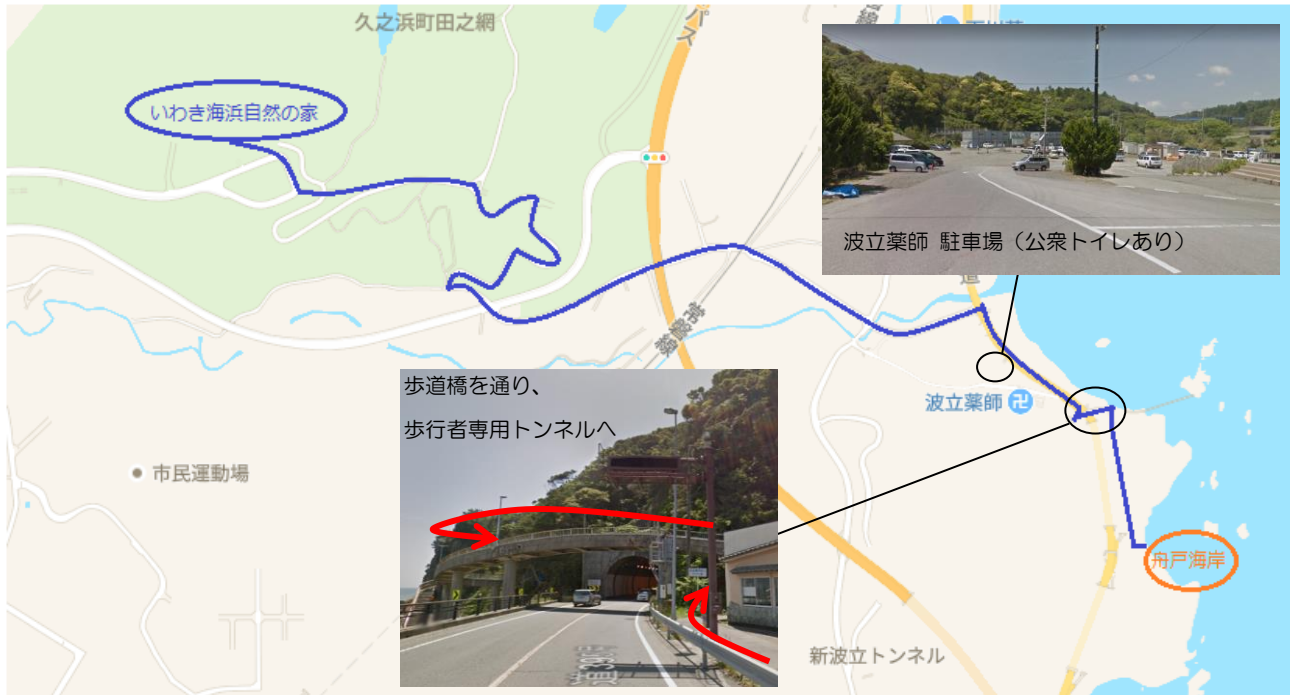 久之浜町田之網
バス
いわき海浜自然の家
波立薬師 駐車場（公衆トイレあり）
道
常磐線
歩道橋を通り、
歩行者専用トンネルへ
波立薬師
市民運動場
舟戸海岸
新波立トンネル